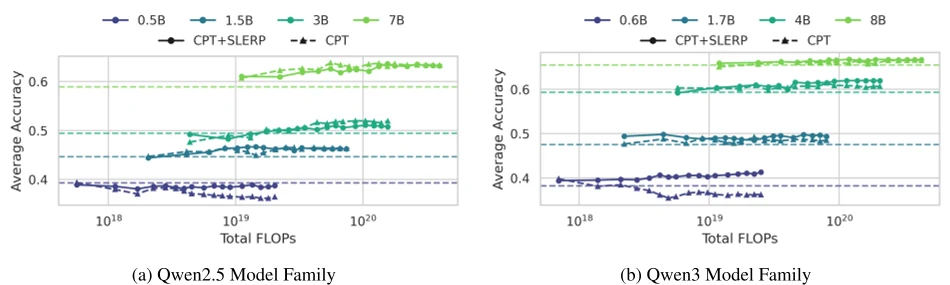 0.5B 1.5B 3B 7B
CPT+SLERP CPT
Average Accuracy
0.6
0.5
0.4
10^18 10^19 10^20
Total FLOPs
(a) Qwen2.5 Model Family
0.6B 1.7B 4B 8B
CPT+SLERP CPT
Average Accuracy
0.6
0.5
0.4
10^18 10^19 10^20
Total FLOPs
(b) Qwen3 Model Family